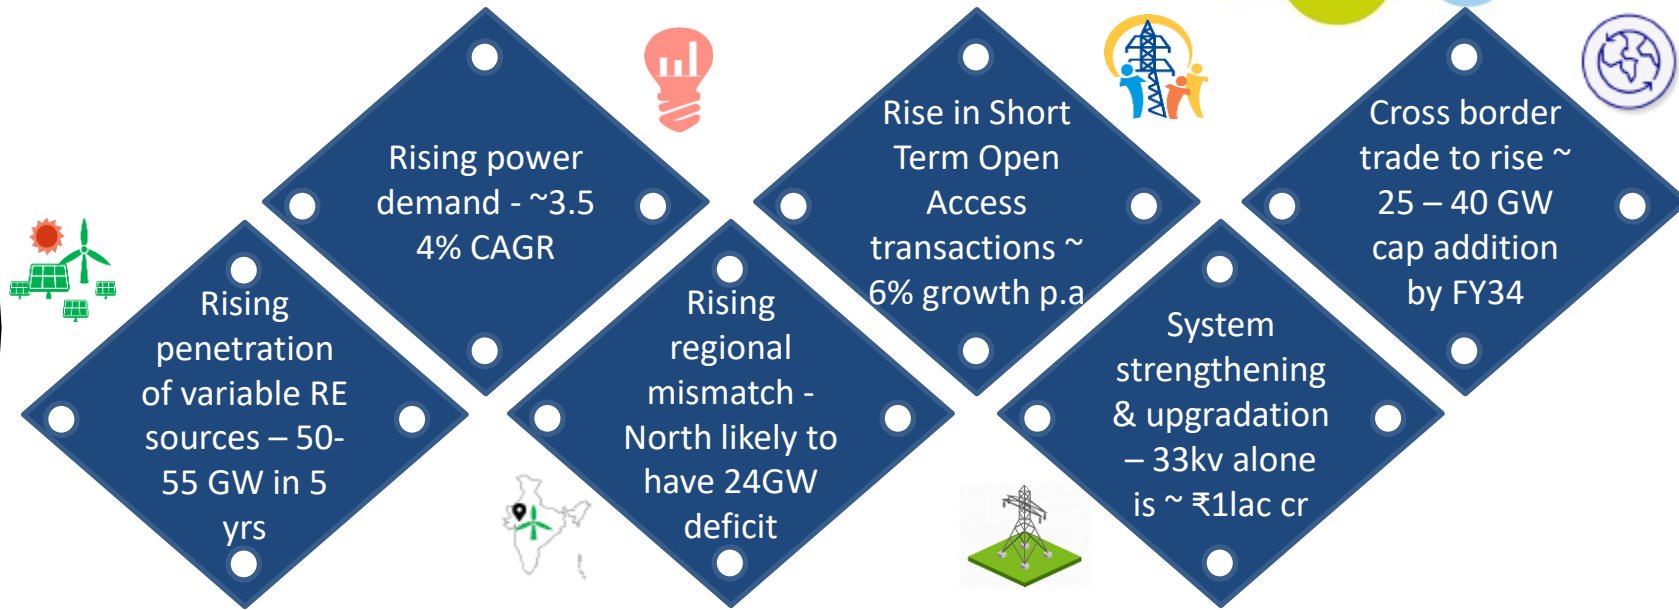 Rising
penetration
of variable RE
sources – 50-
55 GW in 5
yrs
Rising power
demand - ~3.5
4% CAGR
Rising
regional
mismatch -
North likely to
have 24GW
deficit
Rise in Short
Term Open
Access
transactions ~
6% growth p.a
System
strengthening
& upgradation
– 33kv alone
is ~ ₹1lac cr
Cross border
trade to rise ~
25 – 40 GW
cap addition
by FY34